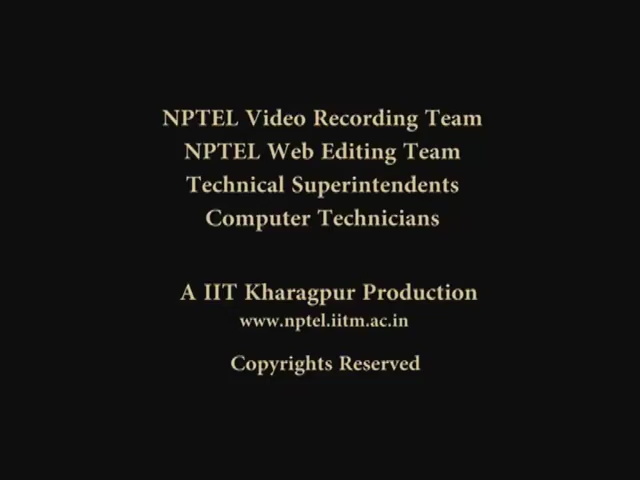 NPTEL Video Recording Team
NPTEL Web Editing Team
Technical Superintendents
Computer Technicians
A IIT Kharagpur Production
www.nptel.iitm.ac.in
Copyrights Reserved